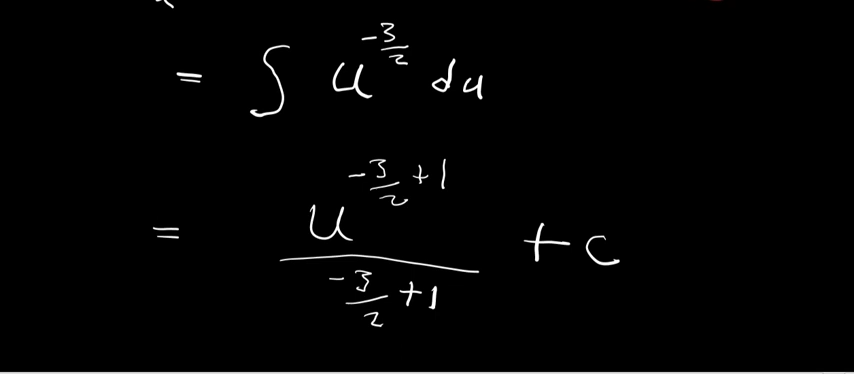 = ∫ u^(-3/2) du
= u^(-3/2 + 1) / (-3/2 + 1) + c